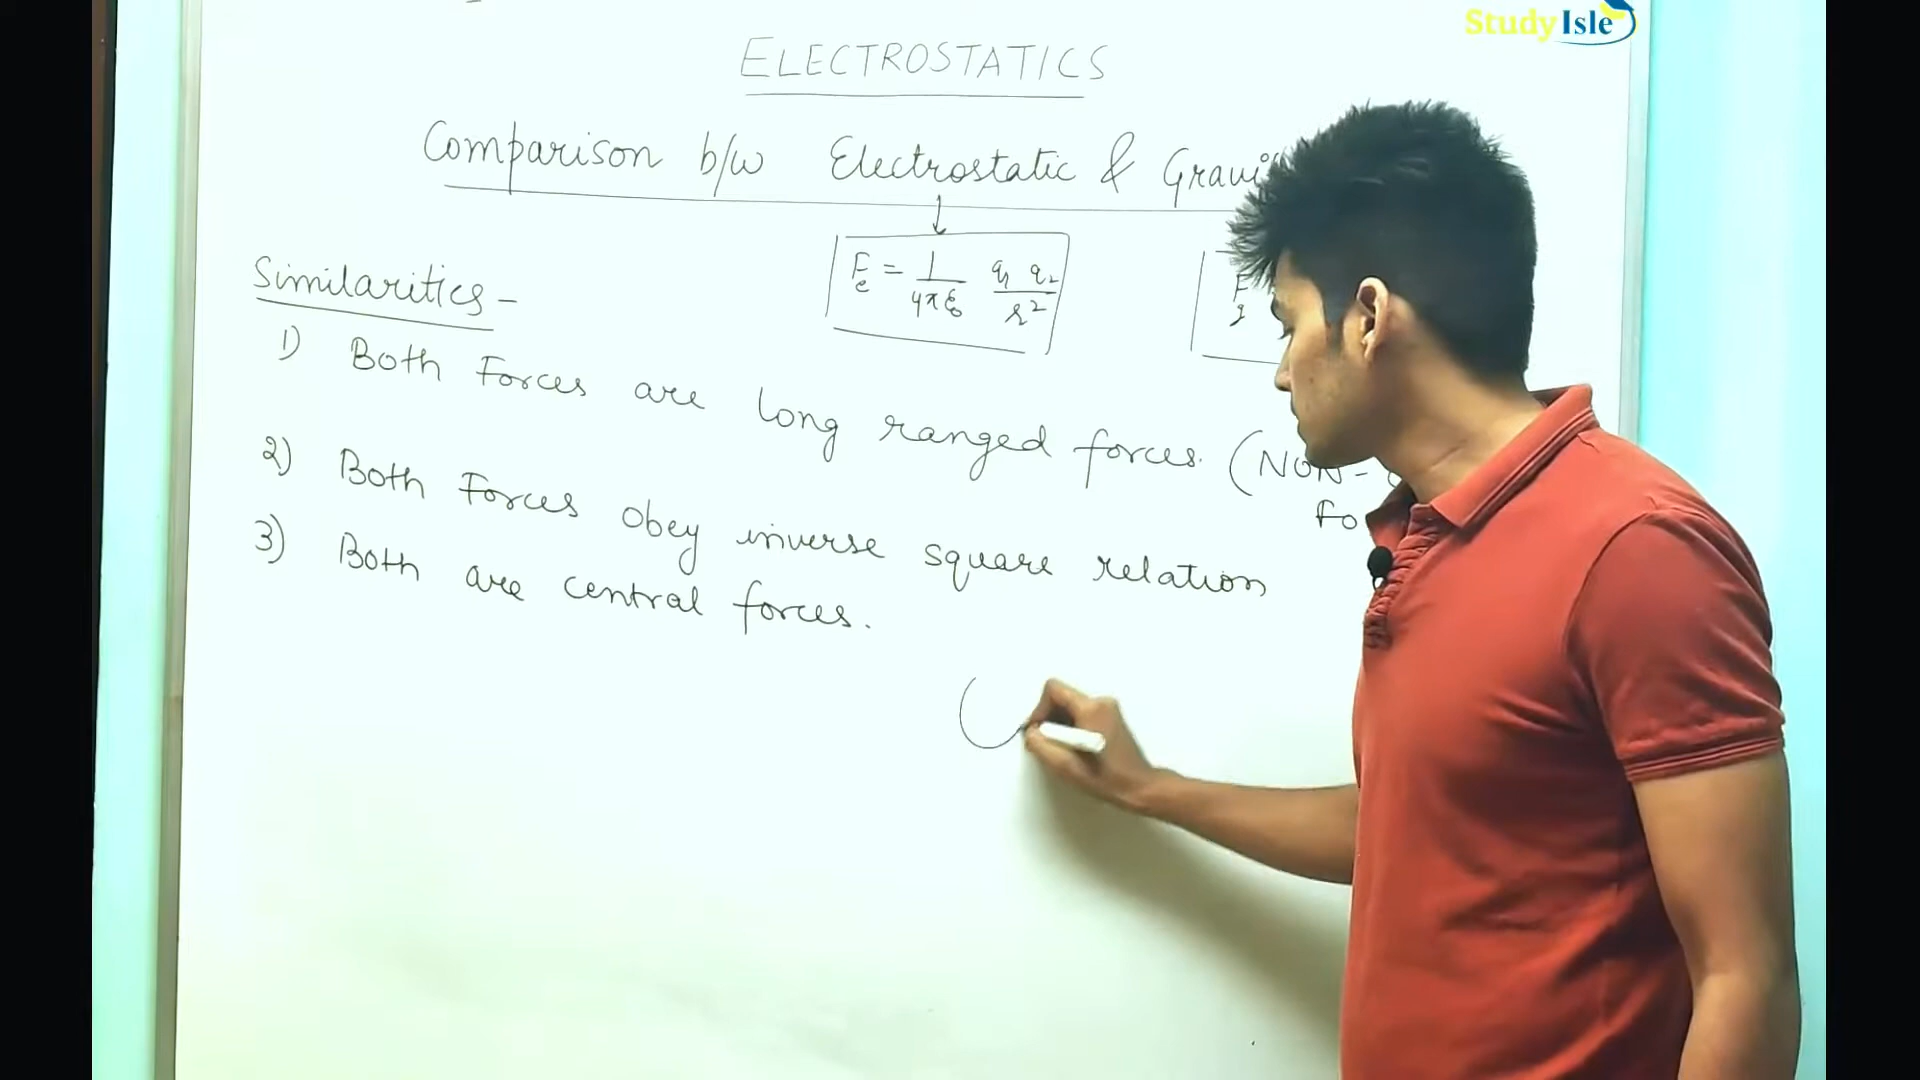 Study Isle
ELECTROSTATICS
Comparison b/w Electrostatic & Gravi
Fe = 1/4πε₀ q₁ q₂/r²
F g
Similarities -
1) Both Forces are long ranged forces. (NON-
Fo
2) Both Forces obey inverse square relation
3) Both are central forces.